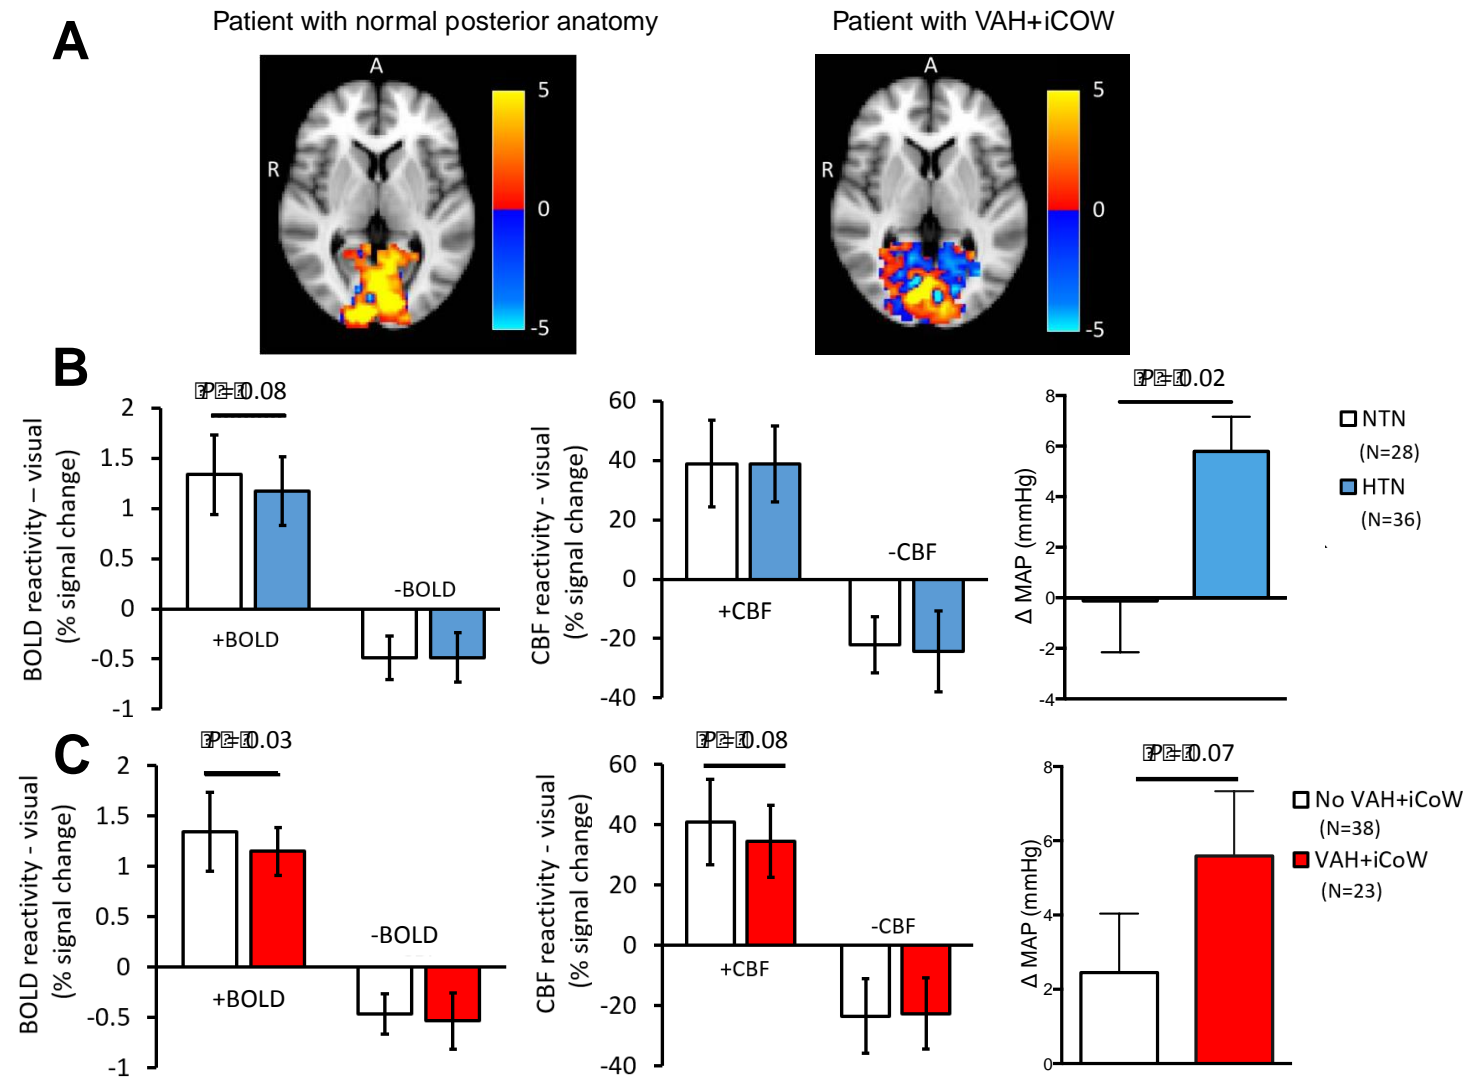 A
Patient with normal posterior anatomy
Patient with VAH+iCOW
A
R
5
0
-5
A
R
5
0
-5
B
P = 0.08
BOLD reactivity – visual
(% signal change)
2
1.5
1
0.5
0
-0.5
-1
+BOLD
-BOLD
CBF reactivity - visual
(% signal change)
60
40
20
0
-20
-40
+CBF
-CBF
P = 0.02
Δ MAP (mmHg)
8
6
4
2
0
-2
-4
NTN
(N=28)
HTN
(N=36)
C
P = 0.03
BOLD reactivity - visual
(% signal change)
2
1.5
1
0.5
0
-0.5
-1
+BOLD
-BOLD
P = 0.08
CBF reactivity - visual
(% signal change)
60
40
20
0
-20
-40
+CBF
-CBF
P = 0.07
Δ MAP (mmHg)
8
6
4
2
0
No VAH+iCoW
(N=38)
VAH+iCoW
(N=23)